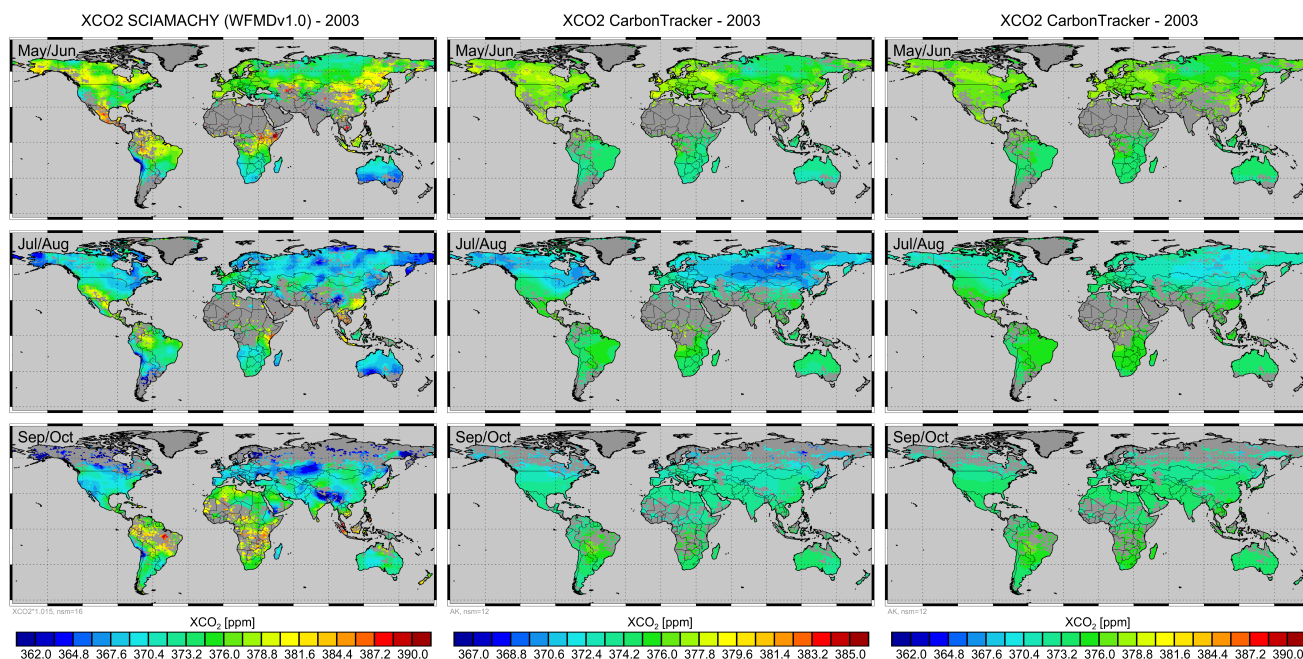 XCO2 SCIAMACHY (WFMDv1.0) - 2003
XCO2 CarbonTracker - 2003
XCO2 CarbonTracker - 2003
May/Jun
May/Jun
May/Jun
Jul/Aug
Jul/Aug
Jul/Aug
Sep/Oct
Sep/Oct
Sep/Oct
XCO2*1.015, nsm=16
AK, nsm=12
AK, nsm=12
XCO₂ [ppm]
XCO₂ [ppm]
XCO₂ [ppm]
362.0 364.8 367.6 370.4 373.2 376.0 378.8 381.6 384.4 387.2 390.0
367.0 368.8 370.6 372.4 374.2 376.0 377.8 379.6 381.4 383.2 385.0
362.0 364.8 367.6 370.4 373.2 376.0 378.8 381.6 384.4 387.2 390.0